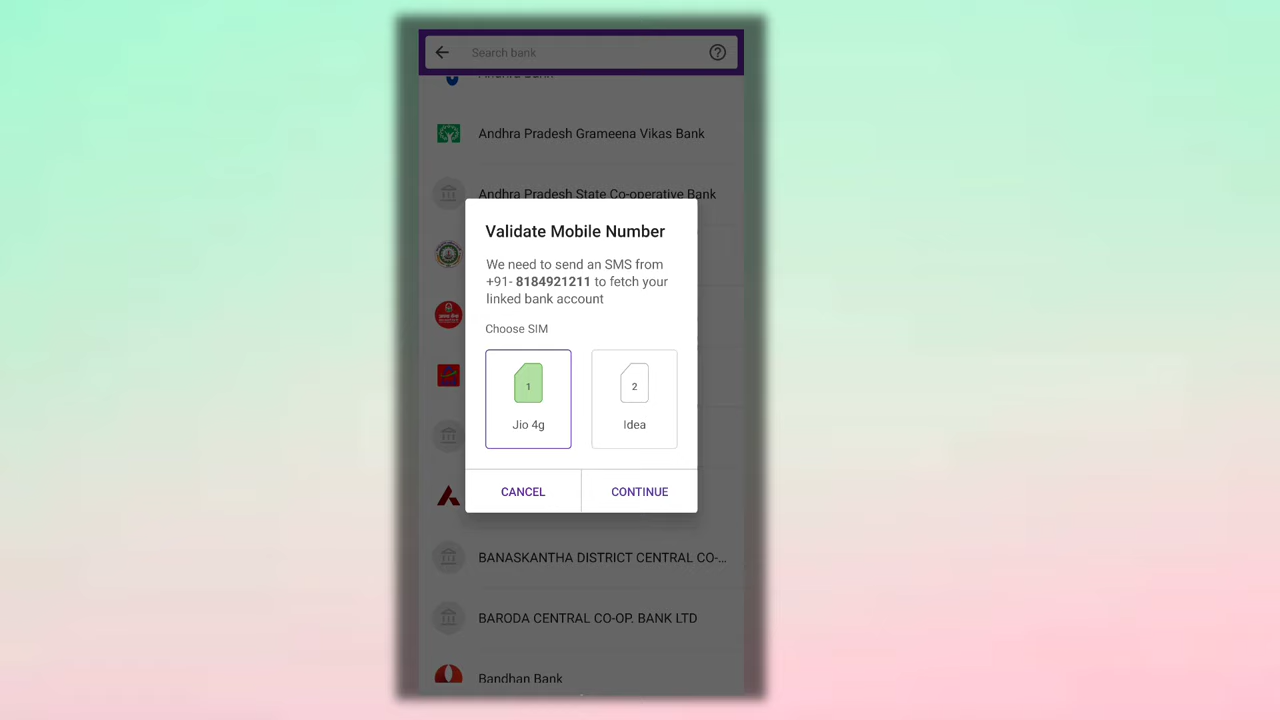 Search bank
Andhra Bank
Andhra Pradesh Grameena Vikas Bank
Andhra Pradesh State Co-operative Bank
Validate Mobile Number
We need to send an SMS from
+91- 8184921211 to fetch your
linked bank account
Choose SIM
1
2
Jio 4g
Idea
CANCEL
CONTINUE
BANASKANTHA DISTRICT CENTRAL CO-...
BARODA CENTRAL CO-OP. BANK LTD
Bandhan Bank